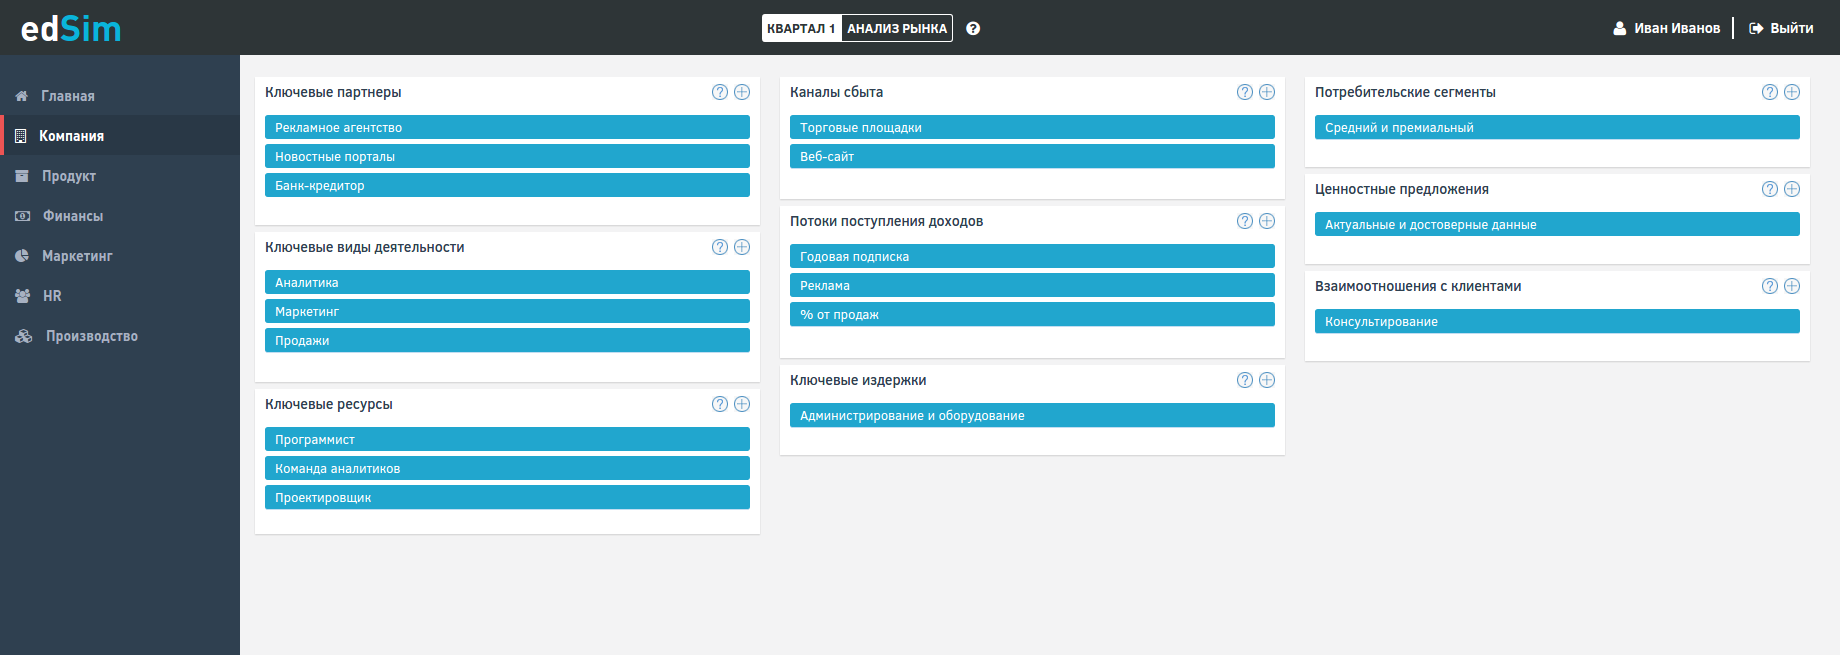 edSim
КВАРТАЛ 1 АНАЛИЗ РЫНКА
Иван Иванов
Выйти
Главная
Компания
Продукт
Финансы
Маркетинг
HR
Производство
Ключевые партнеры
Рекламное агентство
Новостные порталы
Банк-кредитор
Ключевые виды деятельности
Аналитика
Маркетинг
Продажи
Ключевые ресурсы
Программист
Команда аналитиков
Проектировщик
Каналы сбыта
Торговые площадки
Веб-сайт
Потоки поступления доходов
Годовая подписка
Реклама
% от продаж
Ключевые издержки
Администрирование и оборудование
Потребительские сегменты
Средний и премиальный
Ценностные предложения
Актуальные и достоверные данные
Взаимоотношения с клиентами
Консультирование